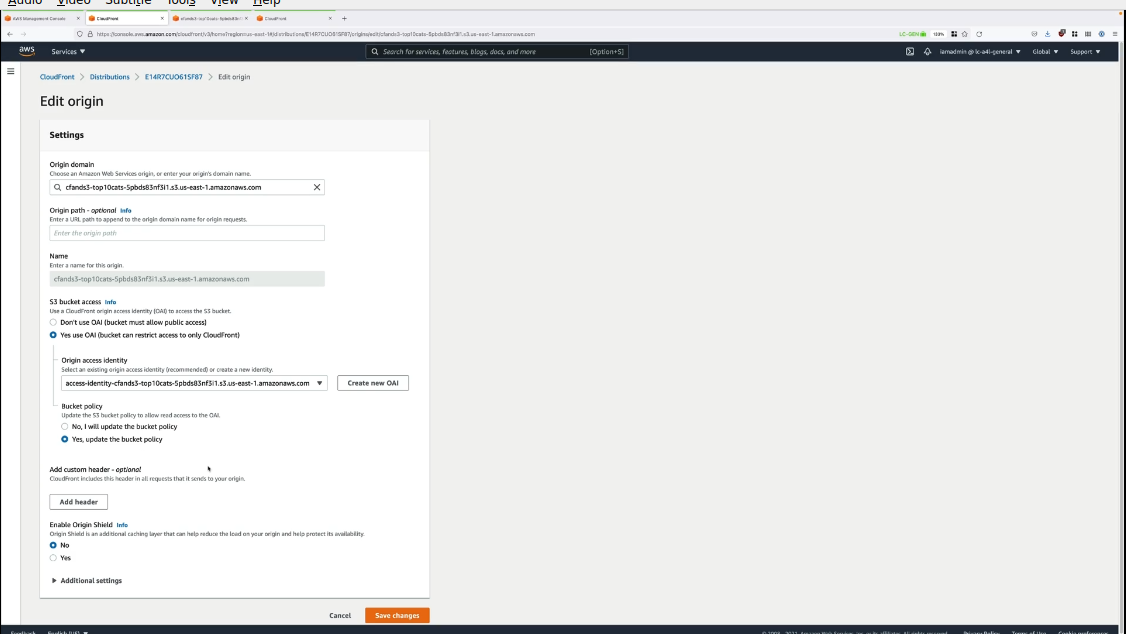 Audio Video Subtitle Tools View Help
AWS Management Console
CloudFront
CloudFront
https://console.aws.amazon.com/cloudfront/v3/home?region=us-east-1#/distributions/E14R7CUO61SF87/origins/edit/cfands3-top10cats-5pbds83nf3i1.s3.us-east-1.amazonaws.com
LC-GEN
aws
Services
Search for services, features, blogs, docs, and more
[Option+S]
iamadmin @ lc-a4l-general
Global
Support
CloudFront > Distributions > E14R7CUO61SF87 > Edit origin
Edit origin
Settings
Origin domain
Choose an Amazon Web Services origin, or enter your origin's domain name.
cfands3-top10cats-5pbds83nf3i1.s3.us-east-1.amazonaws.com
Origin path - optional Info
Enter a URL path to append to the origin domain name for origin requests.
Enter the origin path
Name
Enter a name for this origin.
cfands3-top10cats-5pbds83nf3i1.s3.us-east-1.amazonaws.com
S3 bucket access Info
Use a CloudFront origin access identity (OAI) to access the S3 bucket.
Don't use OAI (bucket must allow public access)
Yes use OAI (bucket can restrict access to only CloudFront)
Origin access identity
Select an existing origin access identity (recommended) or create a new identity.
access-identity-cfands3-top10cats-5pbds83nf3i1.s3.us-east-1.amazonaws.com
Create new OAI
Bucket policy
Update the S3 bucket policy to allow read access to the OAI.
No, I will update the bucket policy
Yes, update the bucket policy
Add custom header - optional
CloudFront includes this header in all requests that it sends to your origin.
Add header
Enable Origin Shield Info
Origin Shield is an additional caching layer that can help reduce the load on your origin and help protect its availability.
No
Yes
Additional settings
Cancel
Save changes
Feedback
English (US)
Privacy Policy
Terms of Use
Cookie preferences